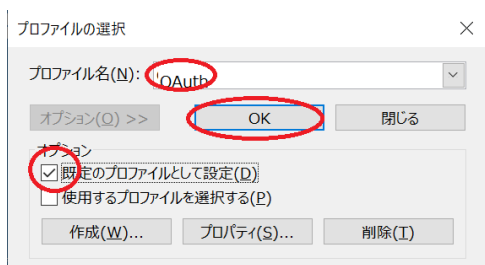 プロファイルの選択
プロファイル名(N): 'OAuth
オプション(O) >> OK 閉じる
オプション
既定のプロファイルとして設定(D)
使用するプロファイルを選択する(P)
作成(W)... プロパティ(S)... 削除(T)